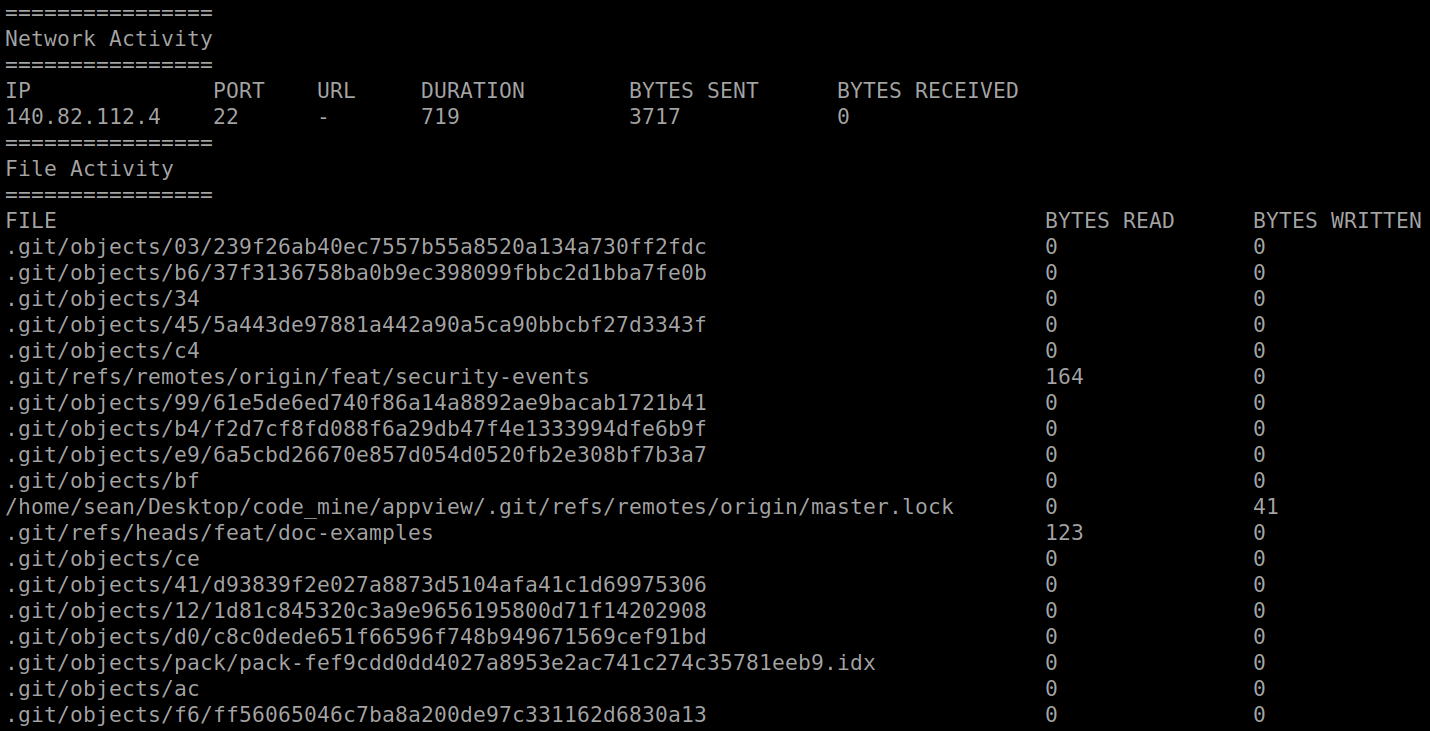 ================
Network Activity
================
IP PORT URL DURATION BYTES SENT BYTES RECEIVED
140.82.112.4 22 - 719 3717 0
================
File Activity
================
FILE BYTES READ BYTES WRITTEN
.git/objects/03/239f26ab40ec7557b55a8520a134a730ff2fdc 0 0
.git/objects/b6/37f3136758ba0b9ec398099fbbc2d1bba7fe0b 0 0
.git/objects/34 0 0
.git/objects/45/5a443de97881a442a90a5ca90bbcbf27d3343f 0 0
.git/objects/c4 0 0
.git/refs/remotes/origin/feat/security-events 164 0
.git/objects/99/61e5de6ed740f86a14a8892ae9bacab1721b41 0 0
.git/objects/b4/f2d7cf8fd088f6a29db47f4e1333994dfe6b9f 0 0
.git/objects/e9/6a5cbd26670e857d054d0520fb2e308bf7b3a7 0 0
.git/objects/bf 0 0
/home/sean/Desktop/code_mine/appview/.git/refs/remotes/origin/master.lock 0 41
.git/refs/heads/feat/doc-examples 123 0
.git/objects/ce 0 0
.git/objects/41/d93839f2e027a8873d5104afa41c1d69975306 0 0
.git/objects/12/1d81c845320c3a9e9656195800d71f14202908 0 0
.git/objects/d0/c8c0dede651f66596f748b949671569cef91bd 0 0
.git/objects/pack/pack-fef9cdd0dd4027a8953e2ac741c274c35781eeb9.idx 0 0
.git/objects/ac 0 0
.git/objects/f6/ff56065046c7ba8a200de97c331162d6830a13 0 0